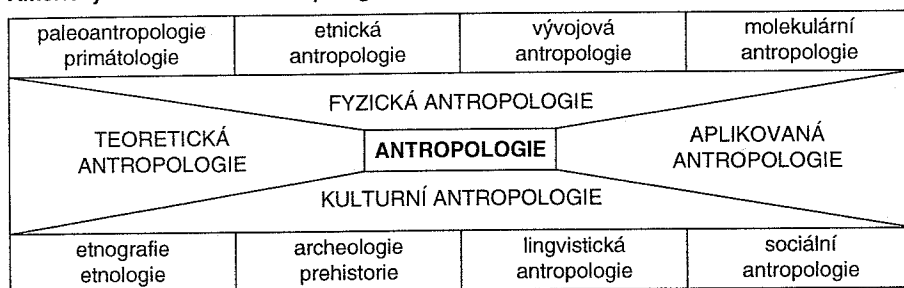 paleoantropologie
primátologie
etnická
antropologie
vývojová
antropologie
molekulární
antropologie
FYZICKÁ ANTROPOLOGIE
TEORETICKÁ
ANTROPOLOGIE
ANTROPOLOGIE
APLIKOVANÁ
ANTROPOLOGIE
KULTURNÍ ANTROPOLOGIE
etnografie
etnologie
archeologie
prehistorie
lingvistická
antropologie
sociální
antropologie